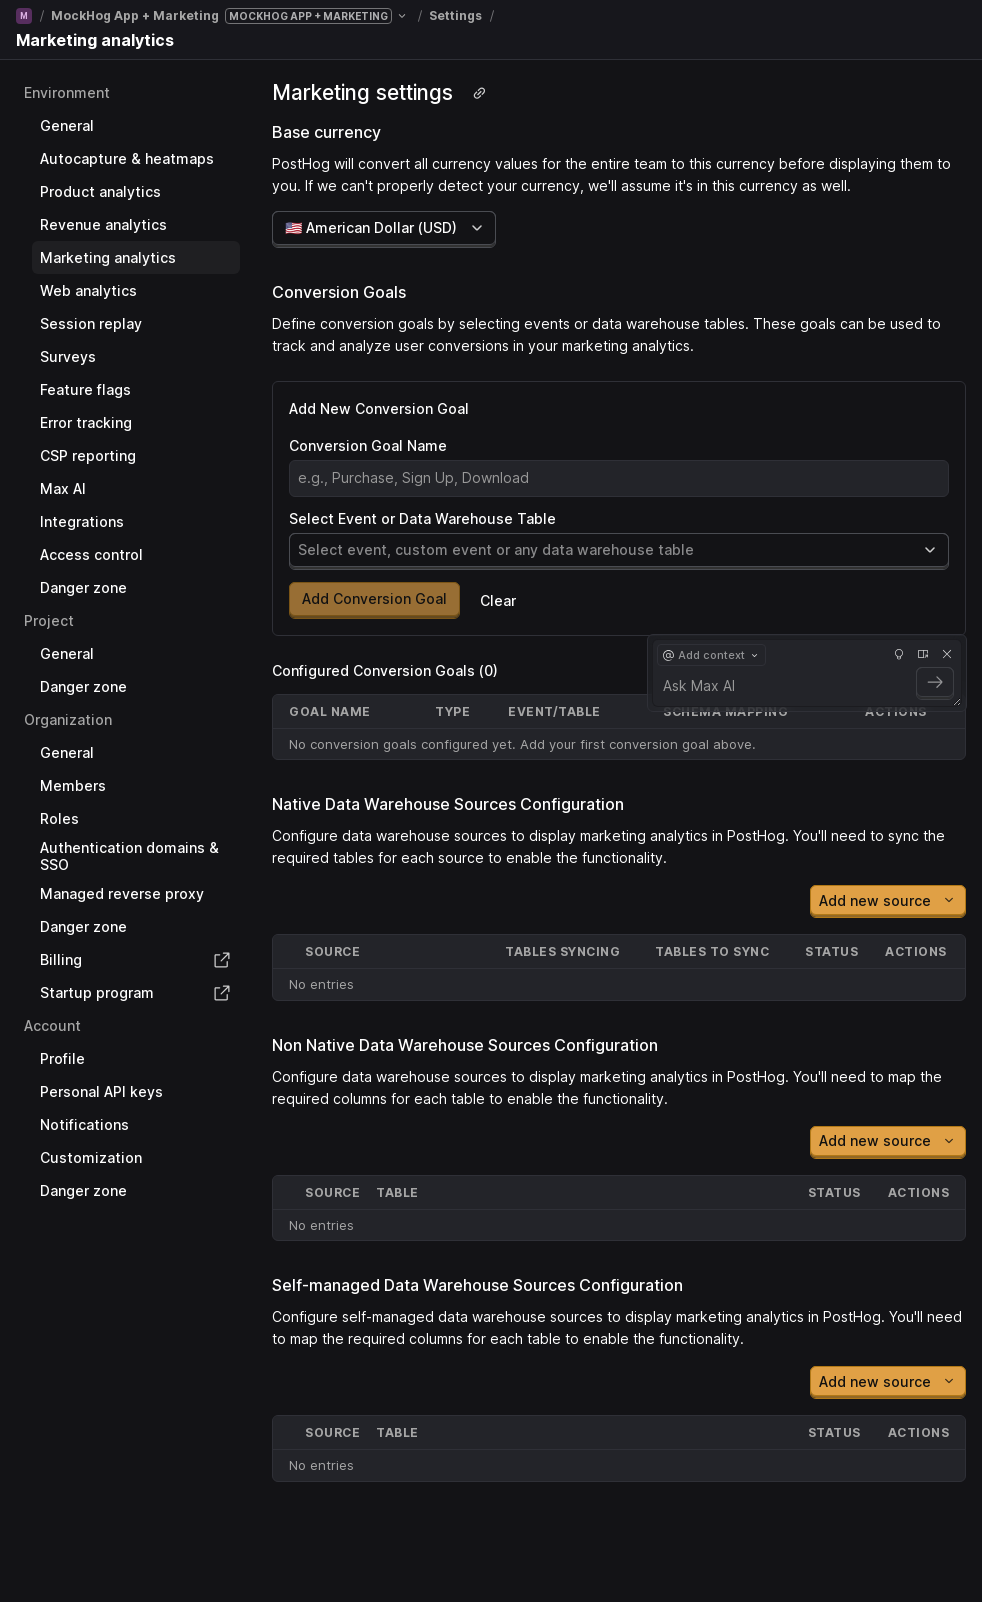 M / MockHog App + Marketing MOCKHOG APP + MARKETING / Settings /
Marketing analytics
Environment
General
Autocapture & heatmaps
Product analytics
Revenue analytics
Marketing analytics
Web analytics
Session replay
Surveys
Feature flags
Error tracking
CSP reporting
Max AI
Integrations
Access control
Danger zone
Project
General
Danger zone
Organization
General
Members
Roles
Authentication domains &
SSO
Managed reverse proxy
Danger zone
Billing
Startup program
Account
Profile
Personal API keys
Notifications
Customization
Danger zone
Marketing settings
Base currency
PostHog will convert all currency values for the entire team to this currency before displaying them to
you. If we can't properly detect your currency, we'll assume it's in this currency as well.
🇺🇸 American Dollar (USD)
Conversion Goals
Define conversion goals by selecting events or data warehouse tables. These goals can be used to
track and analyze user conversions in your marketing analytics.
Add New Conversion Goal
Conversion Goal Name
e.g., Purchase, Sign Up, Download
Select Event or Data Warehouse Table
Select event, custom event or any data warehouse table
Add Conversion Goal Clear
@ Add context
Ask Max AI
Configured Conversion Goals (0)
GOAL NAME TYPE EVENT/TABLE SCHEMA MAPPING ACTIONS
No conversion goals configured yet. Add your first conversion goal above.
Native Data Warehouse Sources Configuration
Configure data warehouse sources to display marketing analytics in PostHog. You'll need to sync the
required tables for each source to enable the functionality.
Add new source
SOURCE TABLES SYNCING TABLES TO SYNC STATUS ACTIONS
No entries
Non Native Data Warehouse Sources Configuration
Configure data warehouse sources to display marketing analytics in PostHog. You'll need to map the
required columns for each table to enable the functionality.
Add new source
SOURCE TABLE STATUS ACTIONS
No entries
Self-managed Data Warehouse Sources Configuration
Configure self-managed data warehouse sources to display marketing analytics in PostHog. You'll need
to map the required columns for each table to enable the functionality.
Add new source
SOURCE TABLE STATUS ACTIONS
No entries